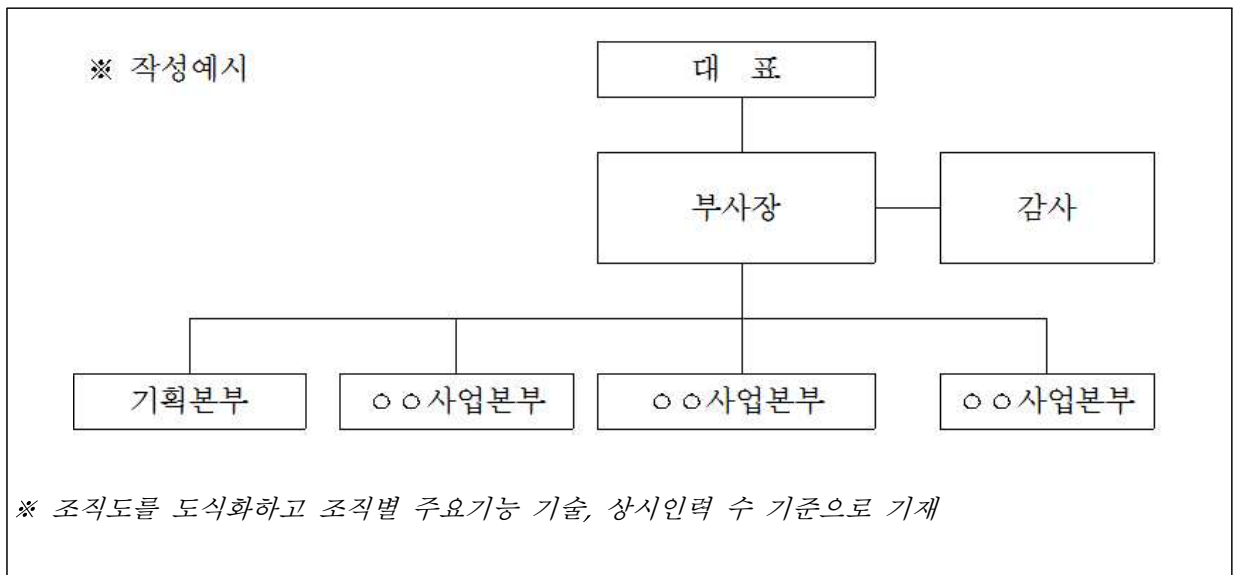 ※ 작성예시
대 표
부사장
감사
기획본부
○○사업본부
○○사업본부
○○사업본부
※ 조직도를 도식화하고 조직별 주요기능 기술, 상시인력 수 기준으로 기재